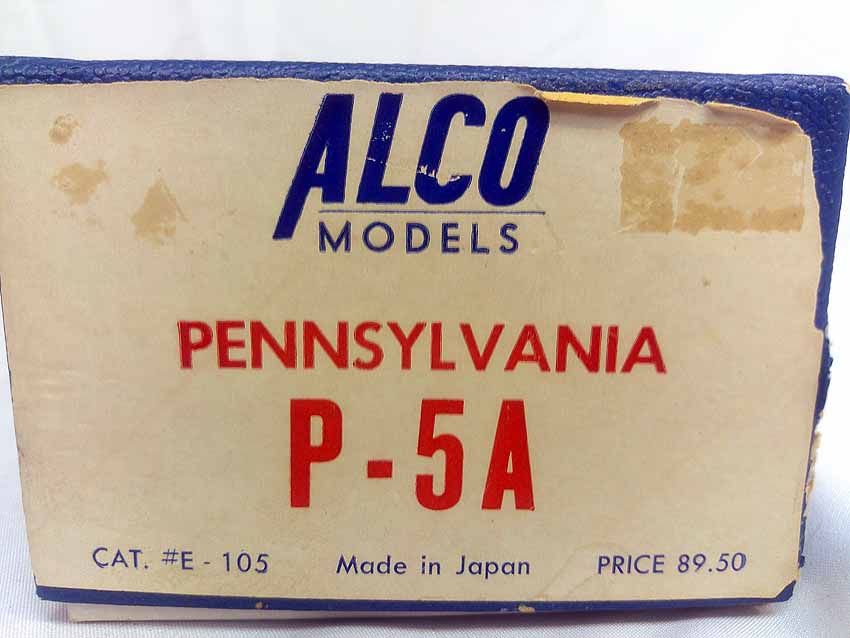 ALCO
MODELS
PENNSYLVANIA
P-5A
CAT. #E-105 Made in Japan PRICE 89.50